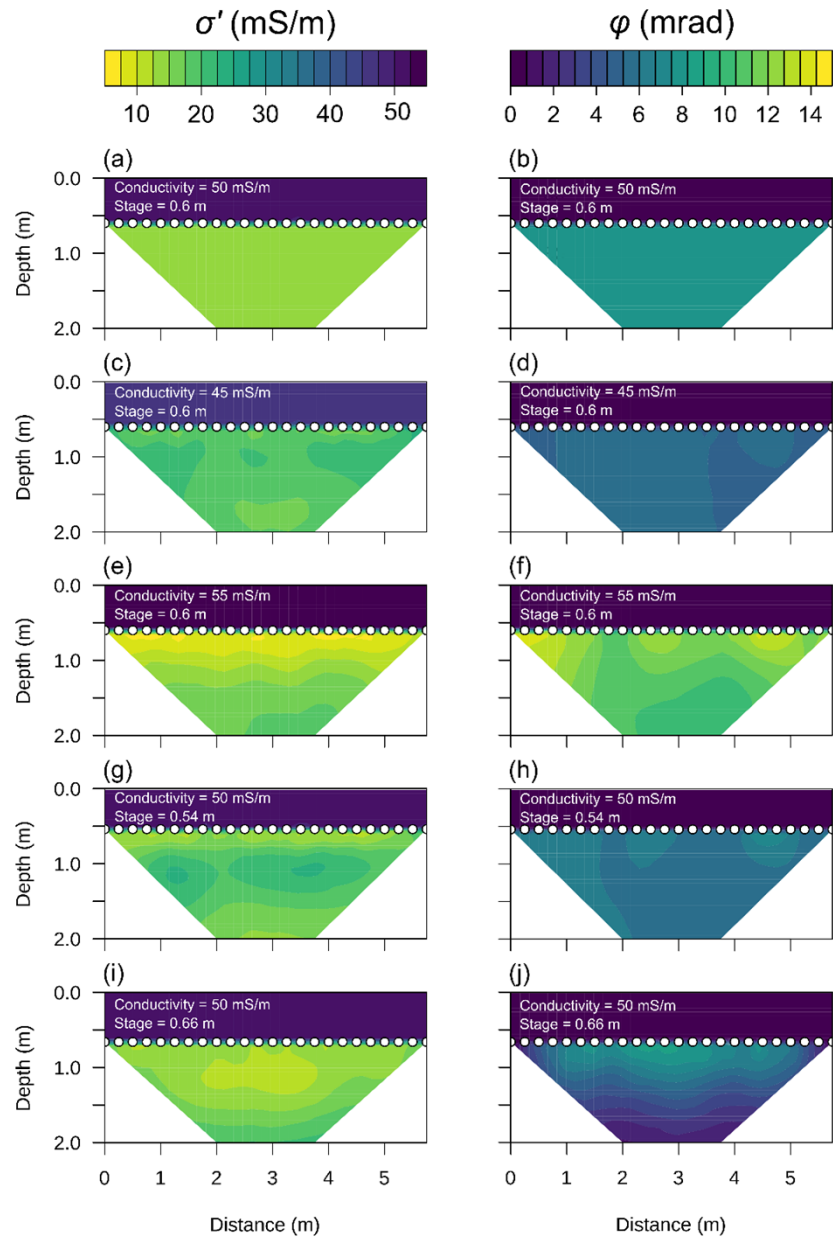 σ' (mS/m) φ (mrad)
10 20 30 40 50 0 2 4 6 8 10 12 14
(a) (b)
0.0 Conductivity = 50 mS/m Conductivity = 50 mS/m
Stage = 0.6 m Stage = 0.6 m
Depth (m) 1.0
2.0
(c) (d)
0.0 Conductivity = 45 mS/m Conductivity = 45 mS/m
Stage = 0.6 m Stage = 0.6 m
Depth (m) 1.0
2.0
(e) (f)
0.0 Conductivity = 55 mS/m Conductivity = 55 mS/m
Stage = 0.6 m Stage = 0.6 m
Depth (m) 1.0
2.0
(g) (h)
0.0 Conductivity = 50 mS/m Conductivity = 50 mS/m
Stage = 0.54 m Stage = 0.54 m
Depth (m) 1.0
2.0
(i) (j)
0.0 Conductivity = 50 mS/m Conductivity = 50 mS/m
Stage = 0.66 m Stage = 0.66 m
Depth (m) 1.0
2.0
0 1 2 3 4 5 0 1 2 3 4 5
Distance (m) Distance (m)